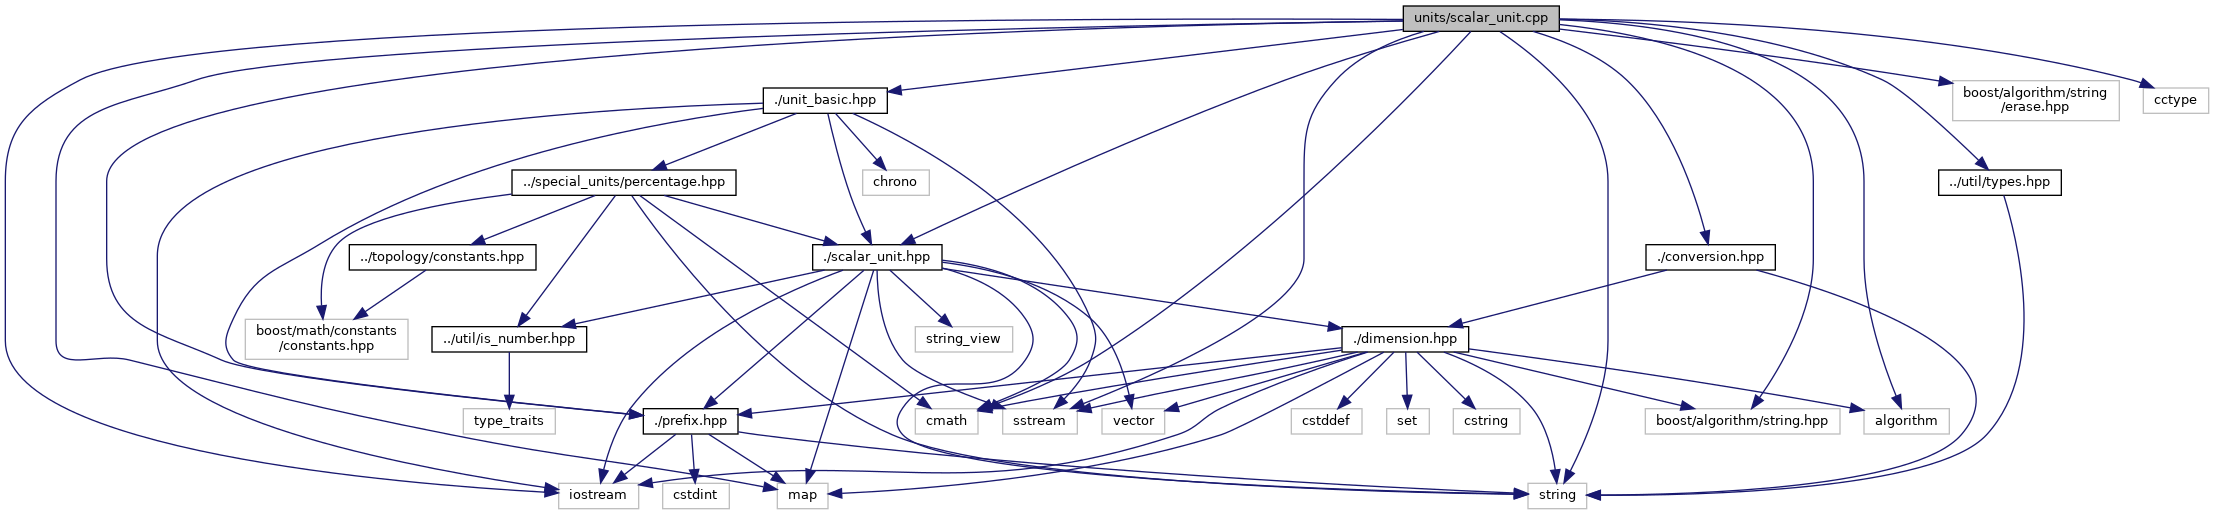 units/scalar_unit.cpp
./unit_basic.hpp
boost/algorithm/string
/erase.hpp
cctype
../special_units/percentage.hpp
chrono
../util/types.hpp
../topology/constants.hpp
./scalar_unit.hpp
./conversion.hpp
boost/math/constants
/constants.hpp
../util/is_number.hpp
string_view
./dimension.hpp
type_traits
./prefix.hpp
cmath
sstream
vector
cstddef
set
cstring
boost/algorithm/string.hpp
algorithm
iostream
cstdint
map
string